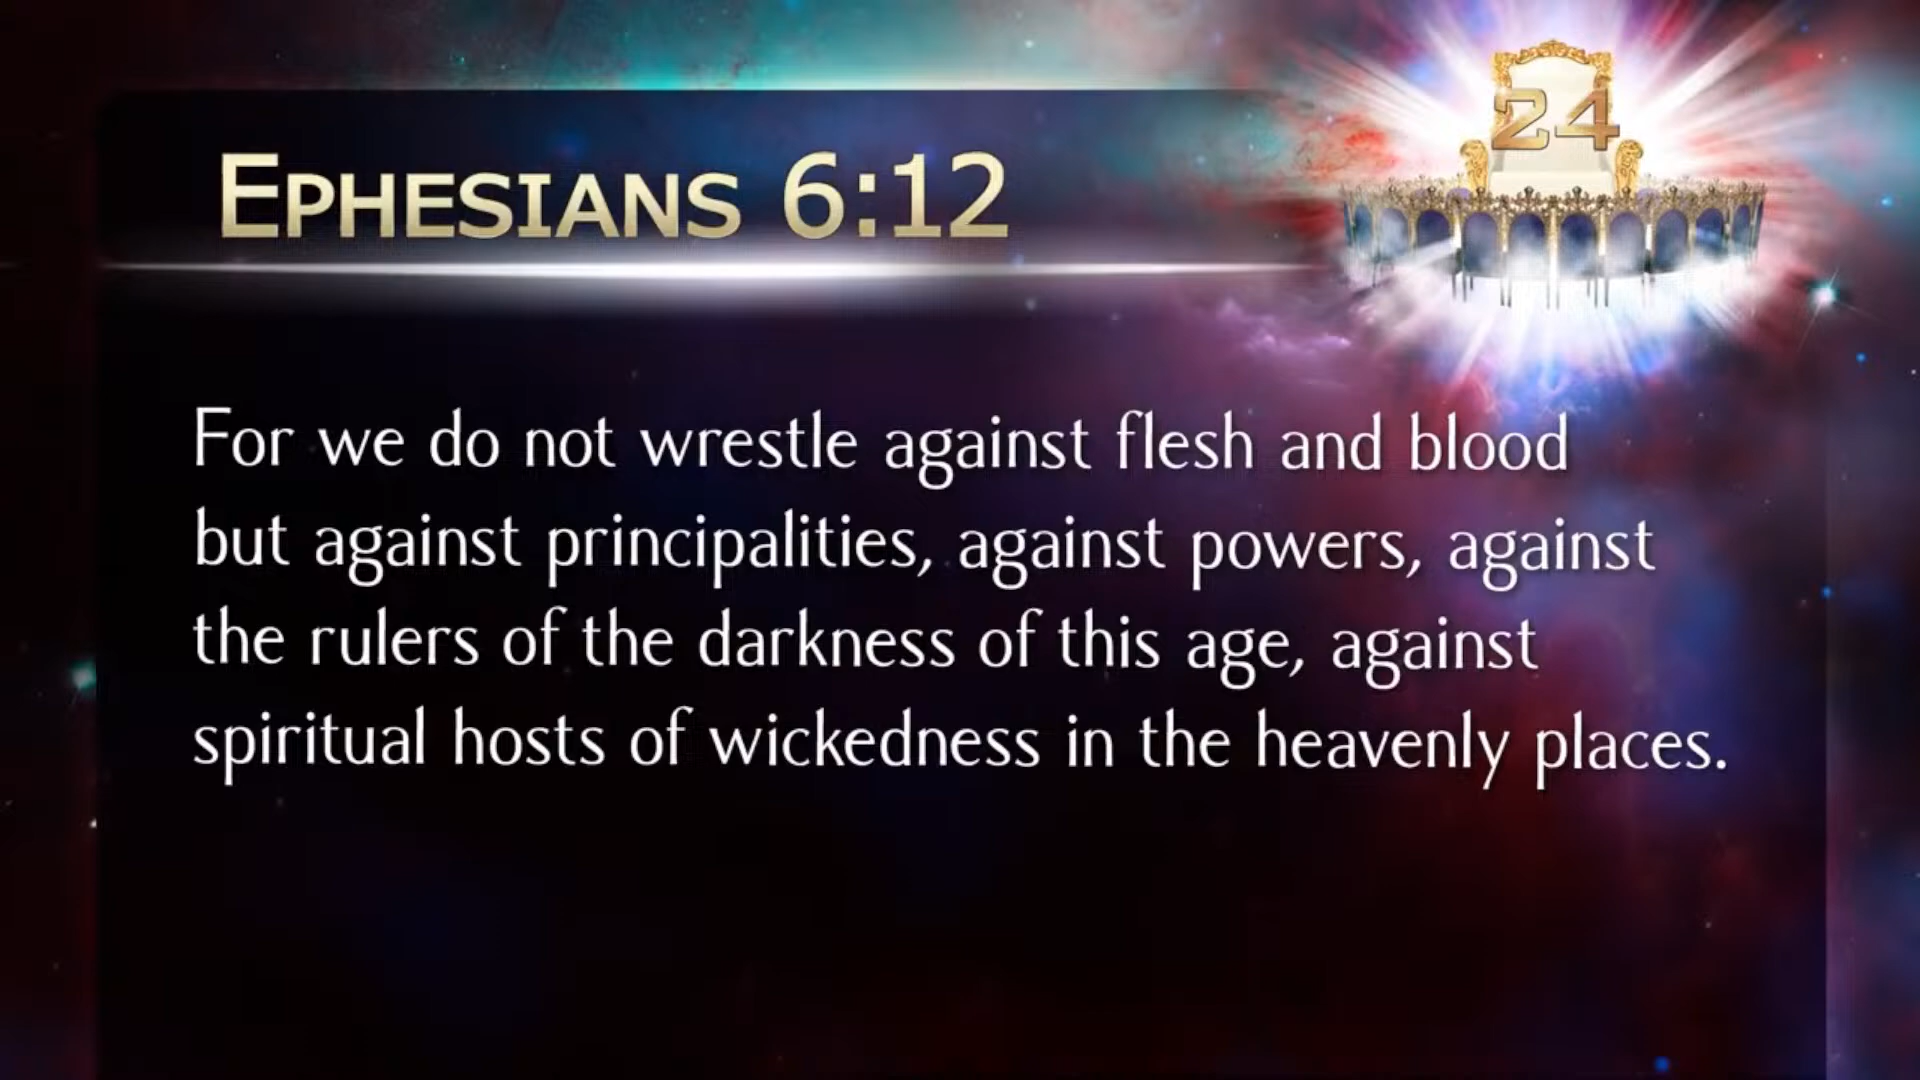 24
EPHESIANS 6:12
For we do not wrestle against flesh and blood
but against principalities, against powers, against
the rulers of the darkness of this age, against
spiritual hosts of wickedness in the heavenly places.